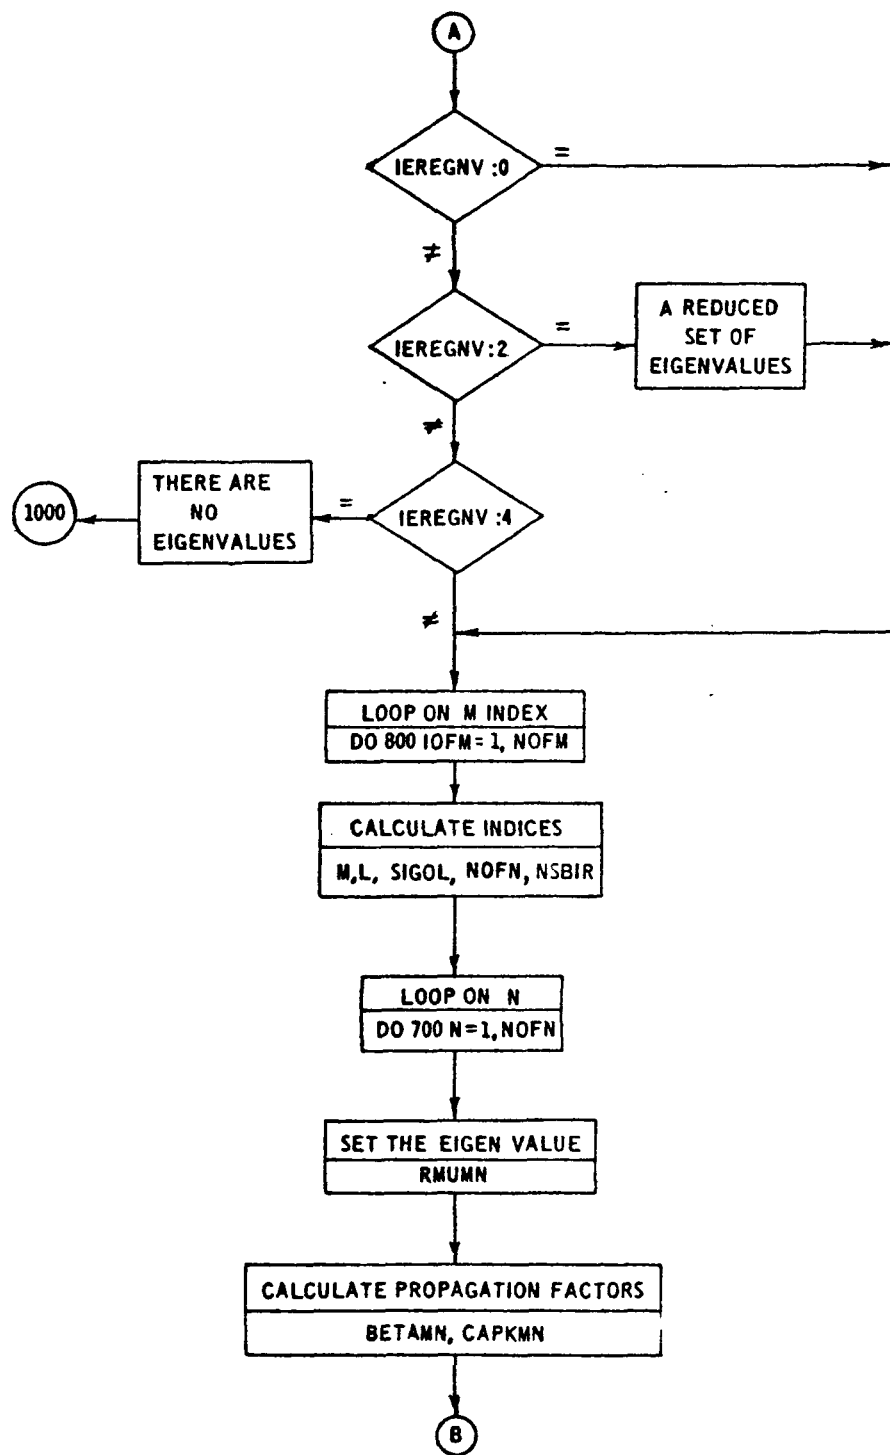 A
IEREGNV :0
=
≠
IEREGNV :2
=
A REDUCED
SET OF
EIGENVALUES
≠
IEREGNV :4
=
THERE ARE
NO
EIGENVALUES
1000
≠
LOOP ON M INDEX
DO 800 IOFM = 1, NOFM
CALCULATE INDICES
M,L, SIGOL, NOFN, NSBIR
LOOP ON N
DO 700 N=1, NOFN
SET THE EIGEN VALUE
RMUMN
CALCULATE PROPAGATION FACTORS
BETAMN, CAPKMN
B